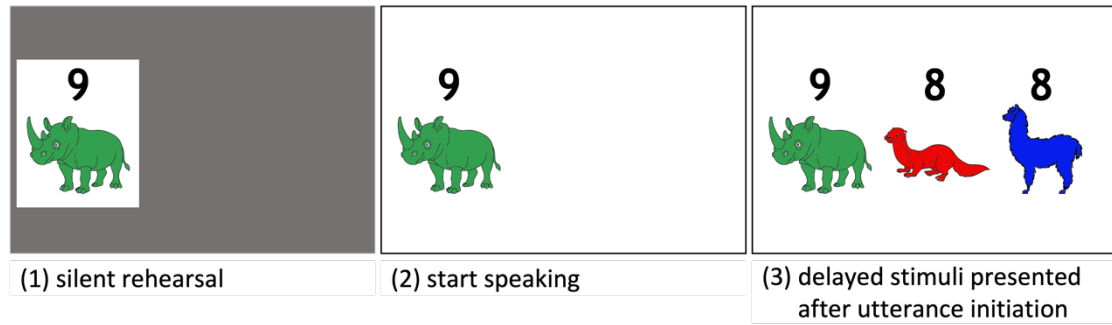 9
9
9 8 8
(1) silent rehearsal
(2) start speaking
(3) delayed stimuli presented
after utterance initiation